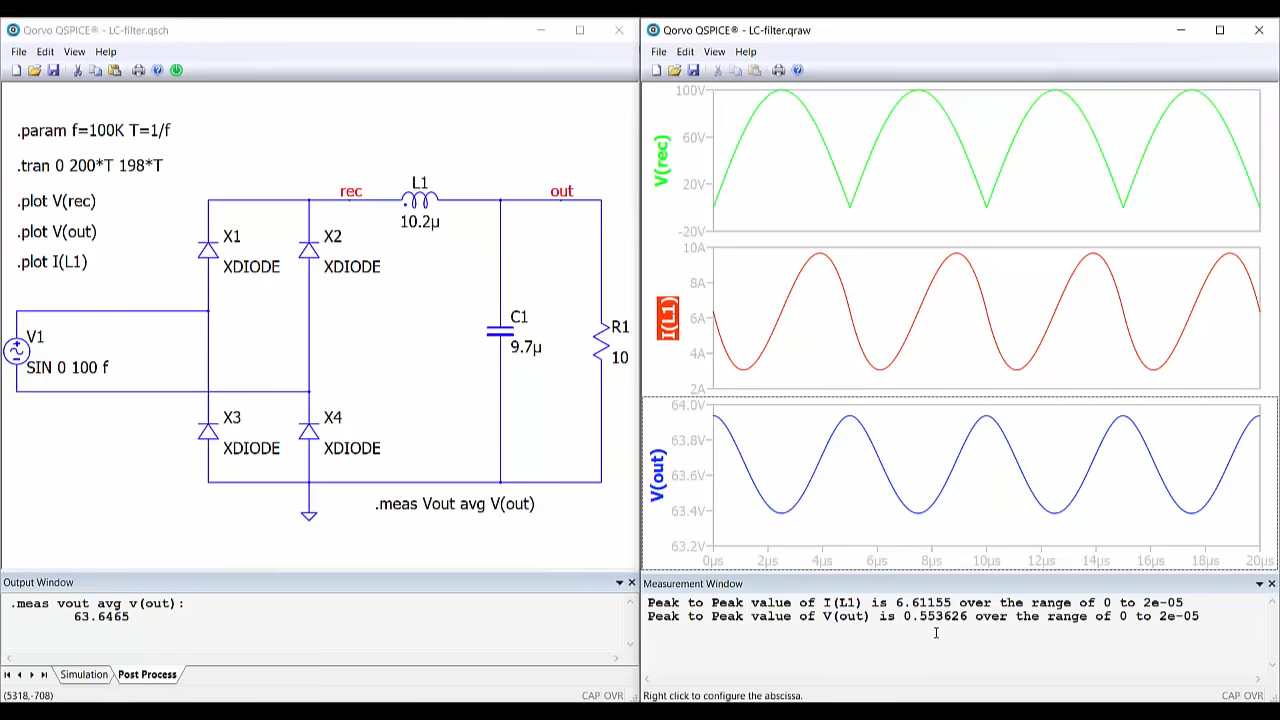 Qorvo QSPICE® - LC-filter.qsch
File Edit View Help
.param f=100K T=1/f
.tran 0 200*T 198*T
.plot V(rec)
.plot V(out)
.plot I(L1)
rec
L1
10.2µ
out
X1
XDIODE
X2
XDIODE
V1
SIN 0 100 f
C1
9.7µ
R1
10
X3
XDIODE
X4
XDIODE
.meas Vout avg V(out)
Output Window
.meas vout avg v(out):
63.6465
Simulation Post Process
(5318,-708) CAP OVR
Qorvo QSPICE® - LC-filter.qraw
File Edit View Help
V(rec)
100V
60V
20V
-20V
I(L1)
10A
8A
6A
4A
2A
V(out)
64.0V
63.8V
63.6V
63.4V
63.2V
0µs 2µs 4µs 6µs 8µs 10µs 12µs 14µs 16µs 18µs 20µs
Measurement Window
Peak to Peak value of I(L1) is 6.61155 over the range of 0 to 2e-05
Peak to Peak value of V(out) is 0.553626 over the range of 0 to 2e-05
Right click to configure the abscissa. CAP OVR